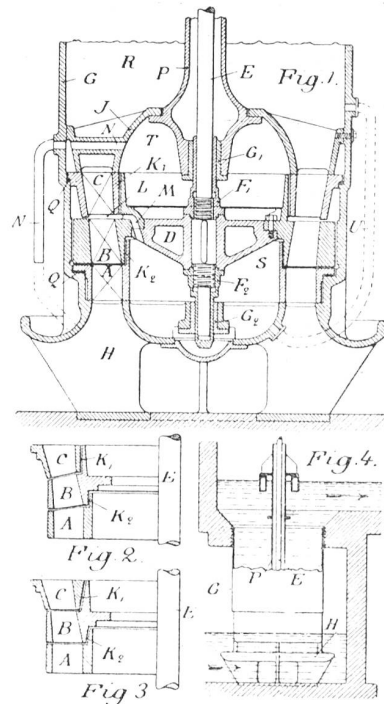 R
G
P
E
Fig. 1.
J
N
T
G₁
K₁
C
L
M
F₁
N
Q
D
U
B
K₂
S
Q
A
F₂
G₂
H
C
K₁
E
B
A
K₂
Fig. 2.
Fig. 4.
C
K₁
E
B
A
K₂
Fig 3
G
P
E
H